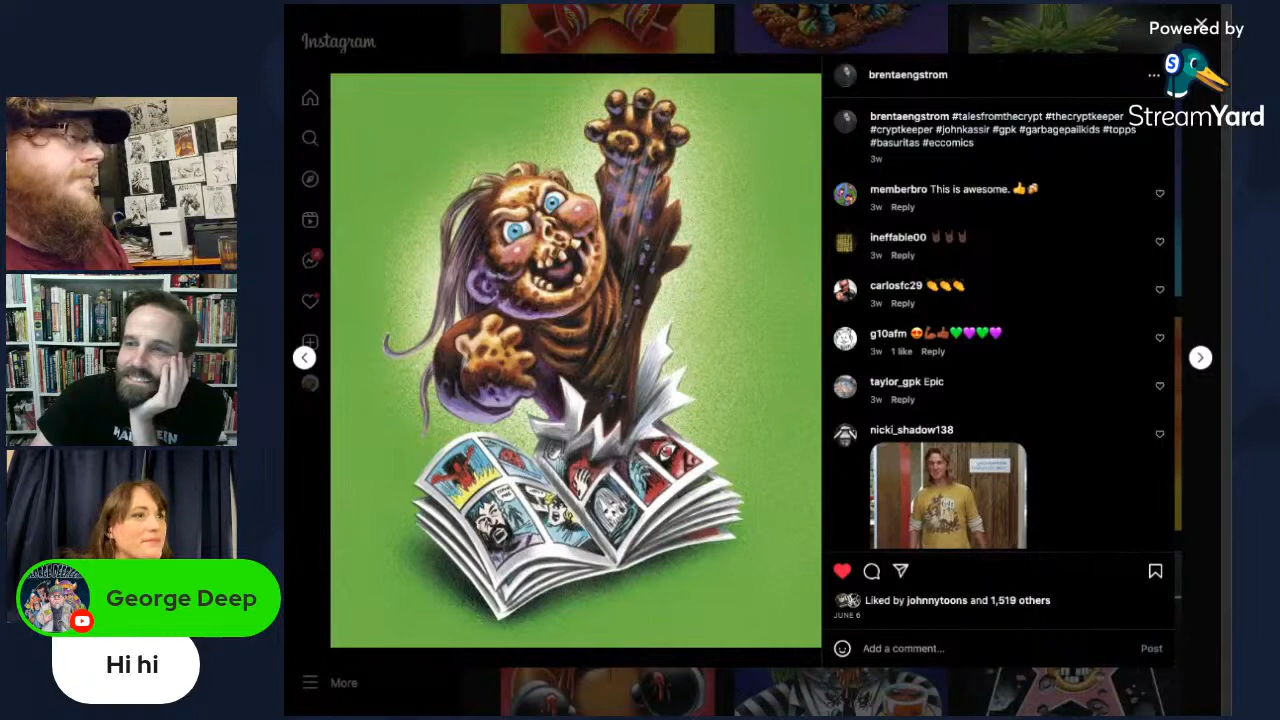 Instagram
Powered by
StreamYard
brentaengstrom
brentaengstrom #talesfromthecrypt #thecryptkeeper
#cryptkeeper #johnkassir #gpk #garbagepailkids #topps
#basuritas #eccomics
3w
memberbro This is awesome. 👍🍻
3w Reply
ineffable00 🤘🏿🤘🏿🤘🏿
3w Reply
carlosfc29 👏👏👏
3w Reply
g10afm 😍💪🏾👍🏾💚💜💚💜
3w 1 like Reply
taylor_gpk Epic
3w Reply
nicki_shadow138
Liked by johnnytoons and 1,519 others
JUNE 6
Add a comment...
Post
More
George Deep
Hi hi